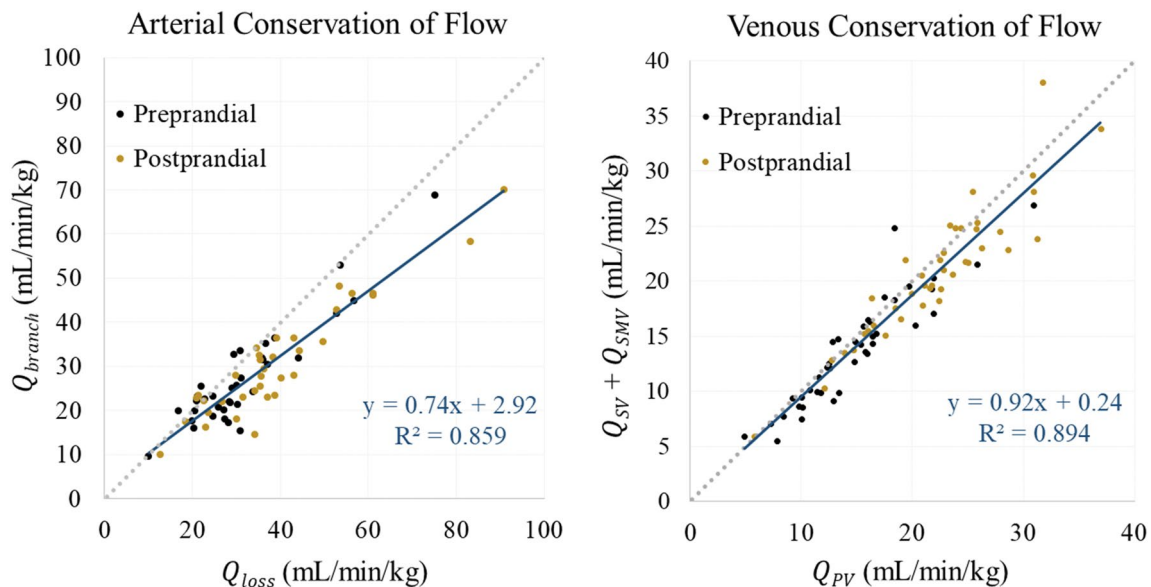 Arterial Conservation of Flow
100
90
80
70
60
50
40
30
20
10
0
Q_branch (mL/min/kg)
Preprandial
Postprandial
y = 0.74x + 2.92
R² = 0.859
0 20 40 60 80 100
Q_loss (mL/min/kg)
Venous Conservation of Flow
40
35
30
25
20
15
10
5
0
Q_SV + Q_SMV (mL/min/kg)
Preprandial
Postprandial
y = 0.92x + 0.24
R² = 0.894
0 10 20 30 40
Q_PV (mL/min/kg)